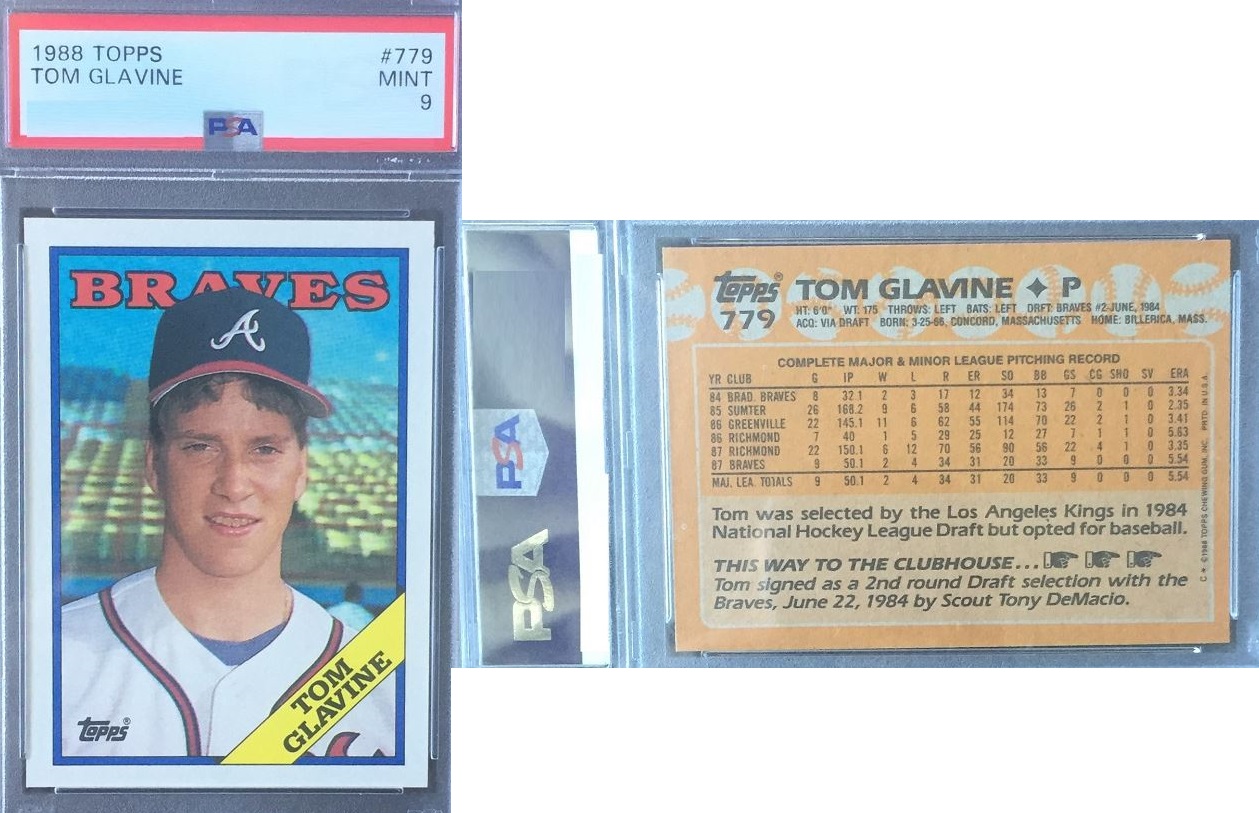 1988 TOPPS #779
TOM GLAVINE MINT
9
PSA
BRAVES
A
TOM
GLAVINE
Topps®
PSA
PSA
Topps® TOM GLAVINE ✦ P
779 HT: 6'0" WT: 175 THROWS: LEFT BATS: LEFT DRFT: BRAVES #2-JUNE, 1984
ACQ: VIA DRAFT BORN: 3-25-66, CONCORD, MASSACHUSETTS HOME: BILLERICA, MASS.
COMPLETE MAJOR & MINOR LEAGUE PITCHING RECORD
YR CLUB G IP W L R ER SO BB GS CG SHO SV ERA
84 BRAD. BRAVES 8 32.1 2 3 17 12 34 13 7 0 0 0 3.34
85 SUMTER 26 168.2 9 6 58 44 174 73 26 2 1 0 2.35
86 GREENVILLE 22 145.1 11 6 62 55 114 70 22 2 1 0 3.41
86 RICHMOND 7 40 1 5 29 25 12 27 7 1 1 0 5.63
87 RICHMOND 22 150.1 6 12 70 56 90 56 22 4 1 0 3.35
87 BRAVES 9 50.1 2 4 34 31 20 33 9 0 0 0 5.54
MAJ. LEA. TOTALS 9 50.1 2 4 34 31 20 33 9 0 0 0 5.54
Tom was selected by the Los Angeles Kings in 1984
National Hockey League Draft but opted for baseball.
THIS WAY TO THE CLUBHOUSE...
Tom signed as a 2nd round Draft selection with the
Braves, June 22, 1984 by Scout Tony DeMacio.
C ✶ ©1988 TOPPS CHEWING GUM, INC. PRTD. IN U.S.A.